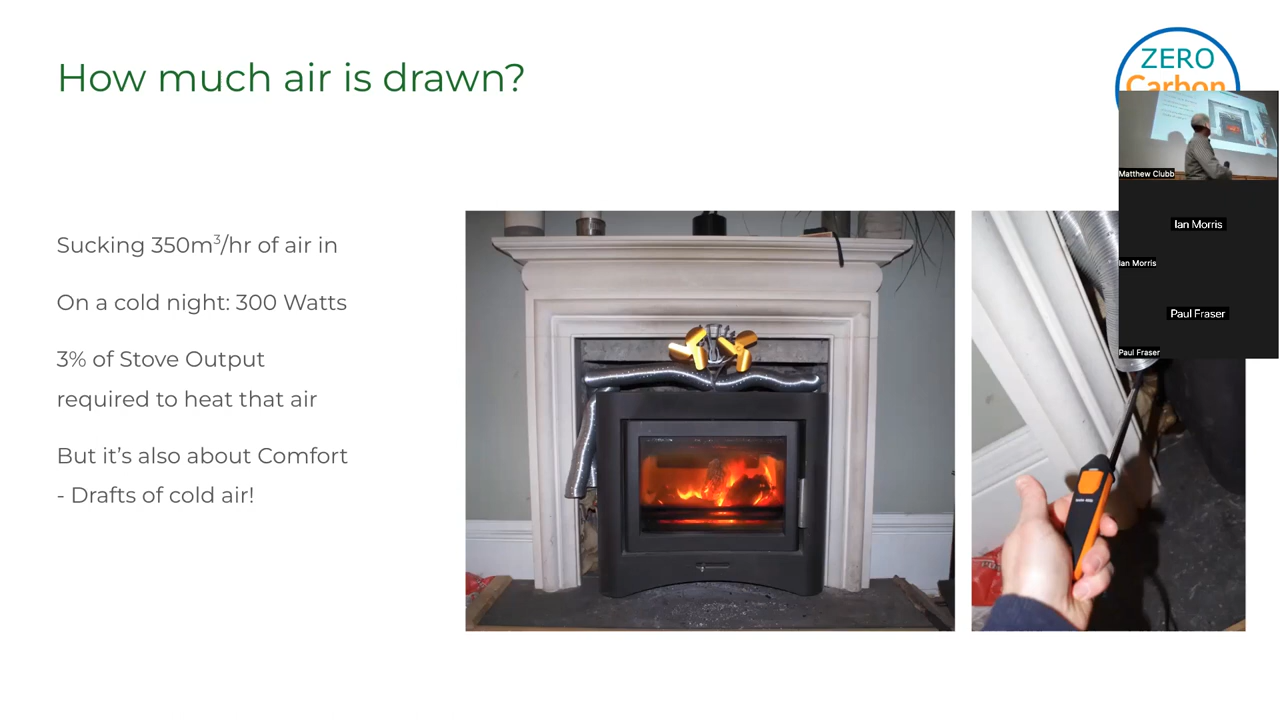 How much air is drawn?
ZERO
Carbon
Sucking 350m³/hr of air in
On a cold night: 300 Watts
3% of Stove Output
required to heat that air
But it's also about Comfort
- Drafts of cold air!
Matthew Clubb
Ian Morris
Ian Morris
Paul Fraser
Paul Fraser